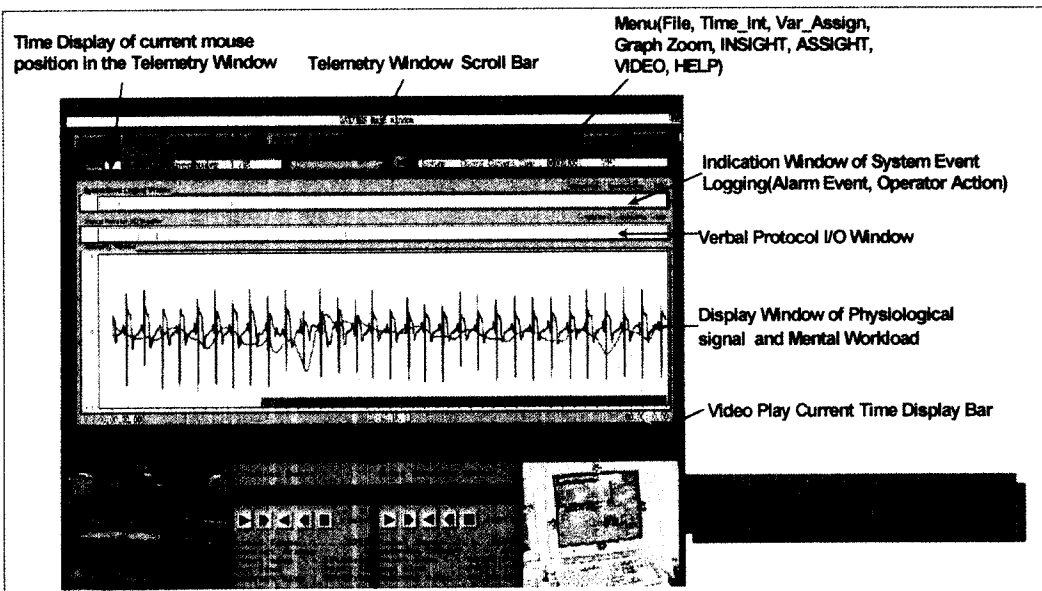 Time Display of current mouse
position in the Telemetry Window
Telemetry Window Scroll Bar
Menu(File, Time_Int, Var_Assign,
Graph Zoom, INSIGHT, ASSIGHT,
VIDEO, HELP)
Indication Window of System Event
Logging(Alarm Event, Operator Action)
Verbal Protocol I/O Window
Display Window of Physiological
signal and Mental Workload
Video Play Current Time Display Bar